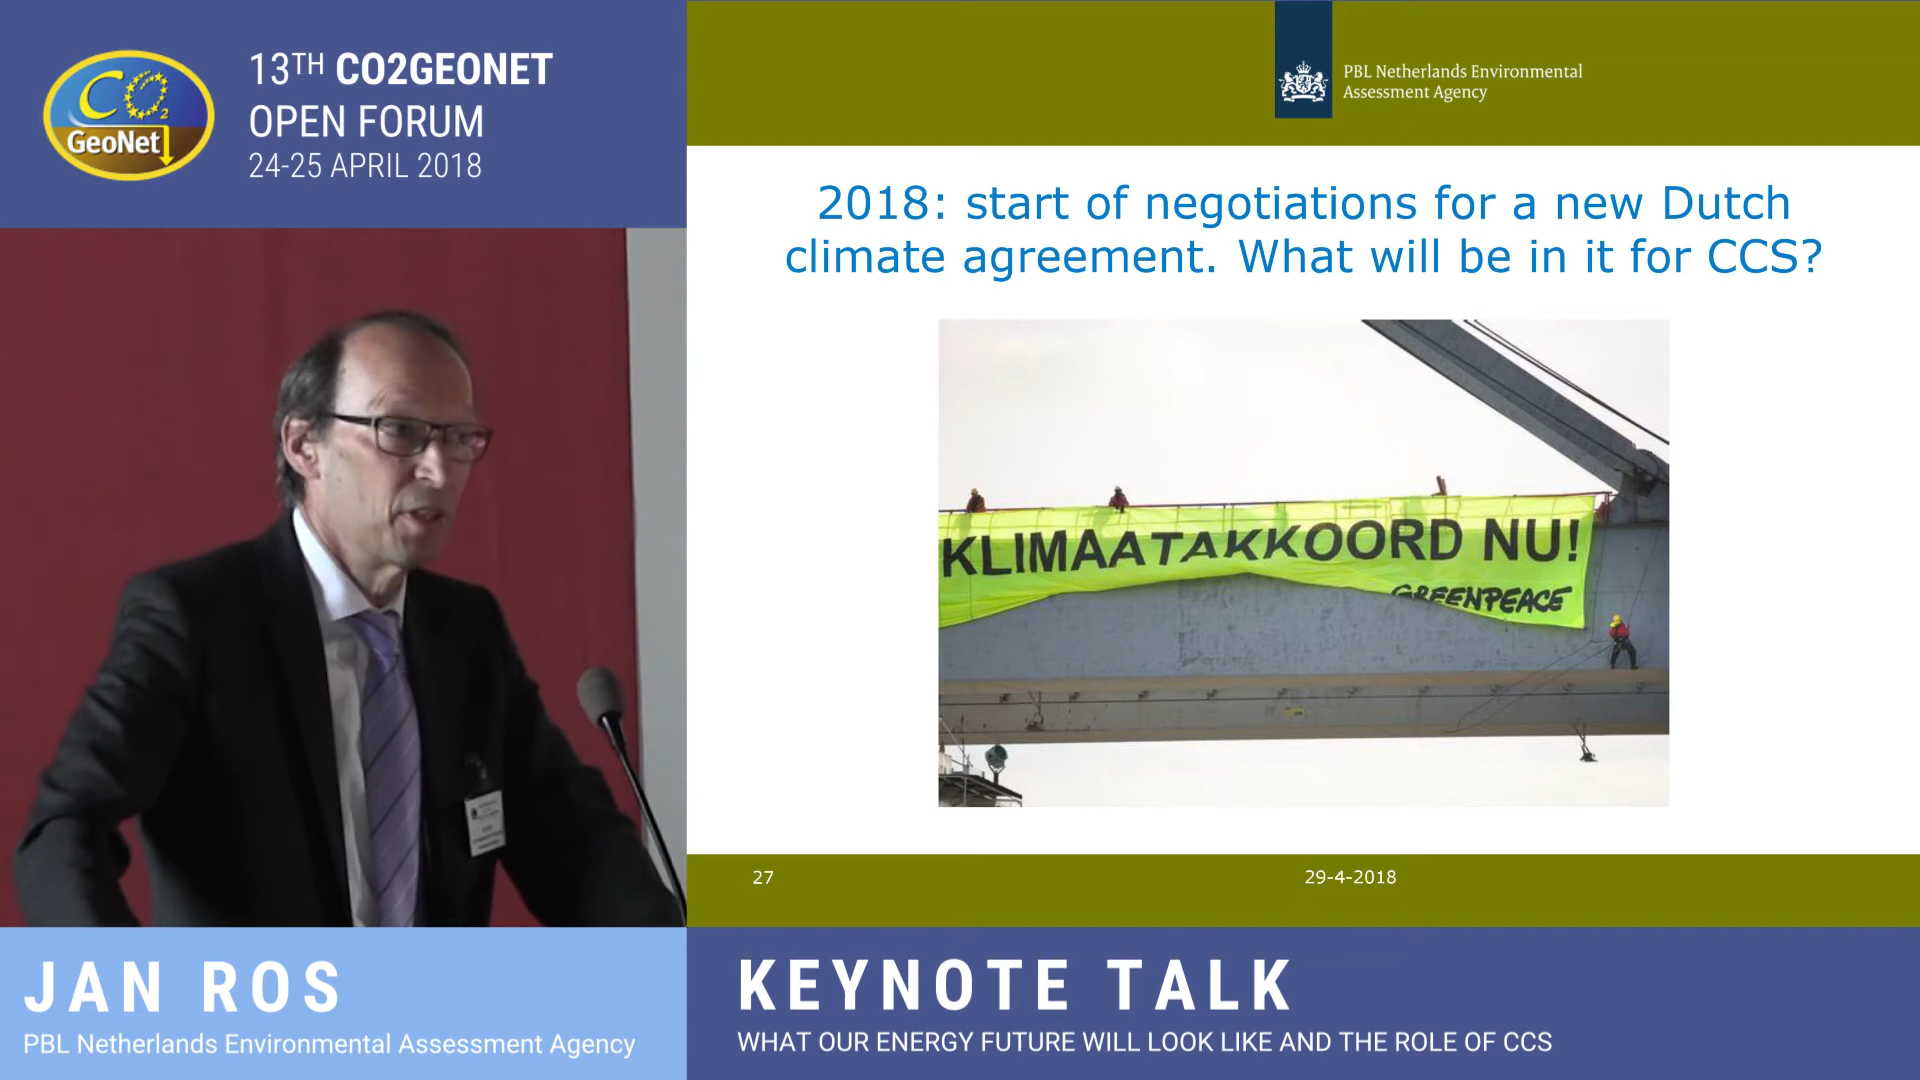 CO2
GeoNet
13TH CO2GEONET
OPEN FORUM
24-25 APRIL 2018
PBL Netherlands Environmental
Assessment Agency
2018: start of negotiations for a new Dutch
climate agreement. What will be in it for CCS?
KLIMAATAKKOORD NU!
GREENPEACE
27
29-4-2018
JAN ROS
PBL Netherlands Environmental Assessment Agency
KEYNOTE TALK
WHAT OUR ENERGY FUTURE WILL LOOK LIKE AND THE ROLE OF CCS